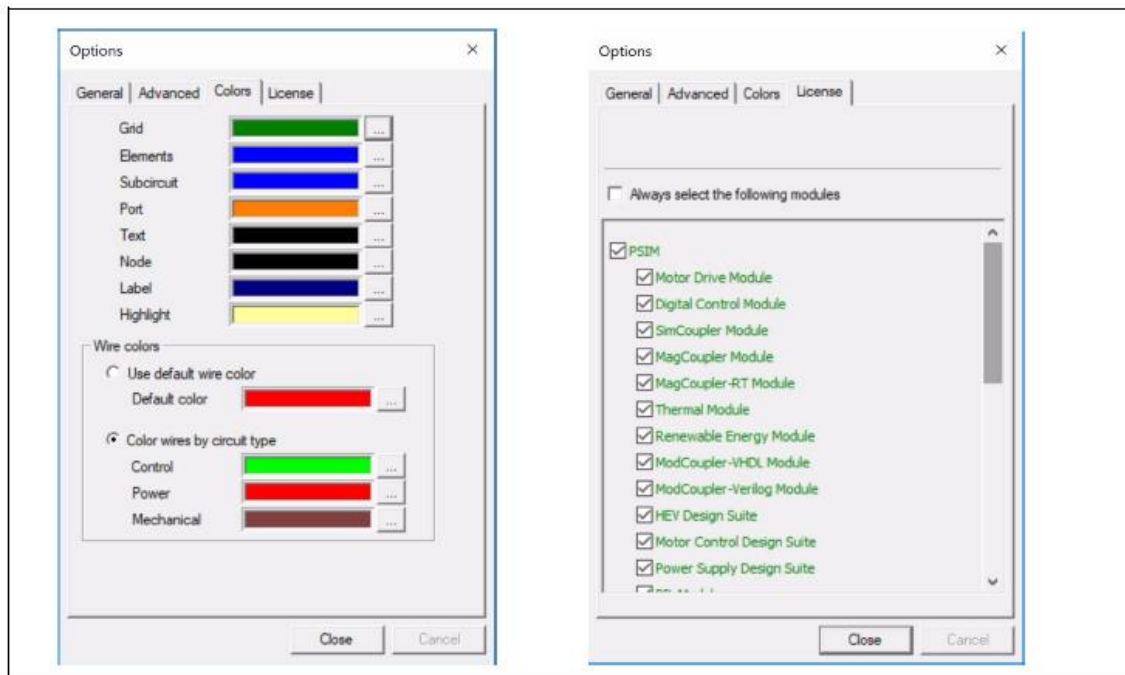 Options
General Advanced Colors License
Grid ...
Elements ...
Subcircuit ...
Port ...
Text ...
Node ...
Label ...
Highlight ...
Wire colors
Use default wire color
Default color ...
Color wires by circuit type
Control ...
Power ...
Mechanical ...
Close Cancel
Options
General Advanced Colors License
Always select the following modules
PSIM
Motor Drive Module
Digital Control Module
SimCoupler Module
MagCoupler Module
MagCoupler-RT Module
Thermal Module
Renewable Energy Module
ModCoupler-VHDL Module
ModCoupler-Verilog Module
HEV Design Suite
Motor Control Design Suite
Power Supply Design Suite
Close Cancel